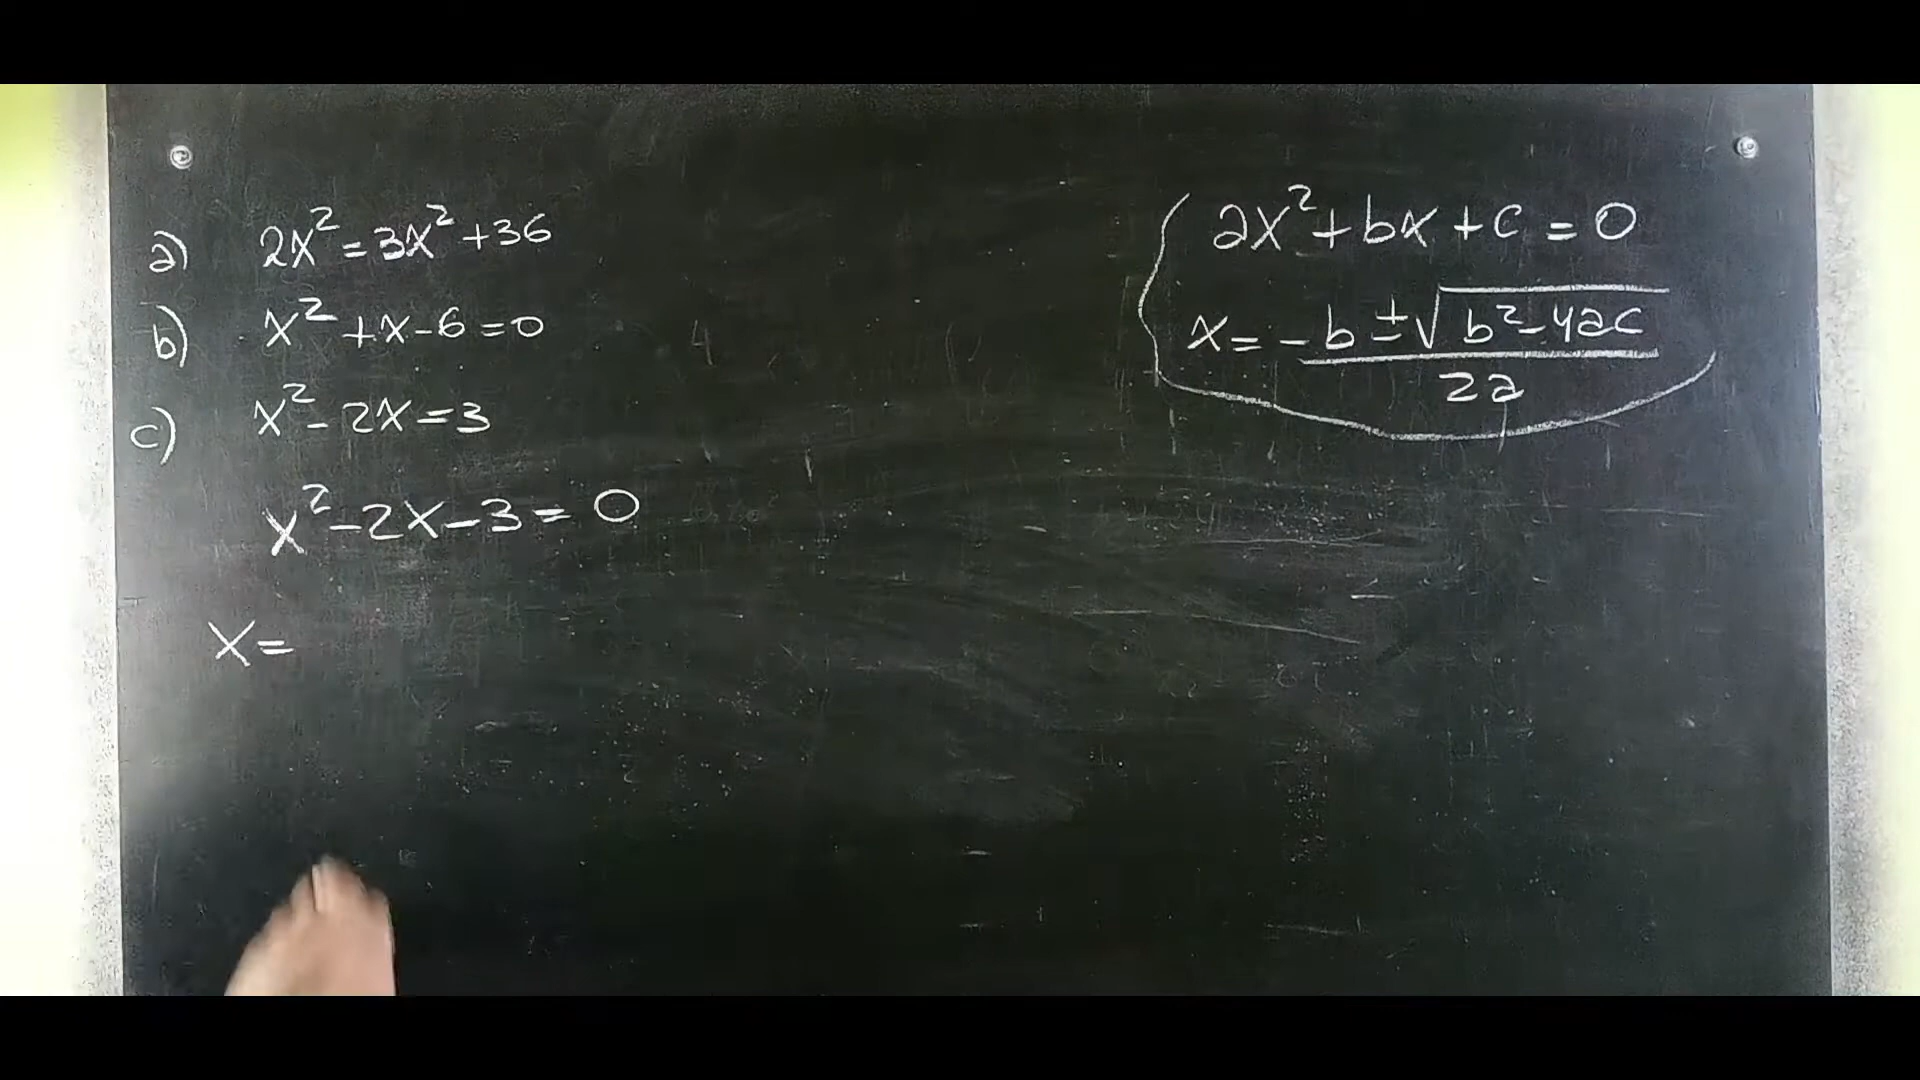 a) 2x² = 3x² + 36
b) x² + x - 6 = 0
c) x² - 2x = 3
x² - 2x - 3 = 0
x =
ax² + bx + c = 0
x = -b ± √(b² - 4ac) / 2a